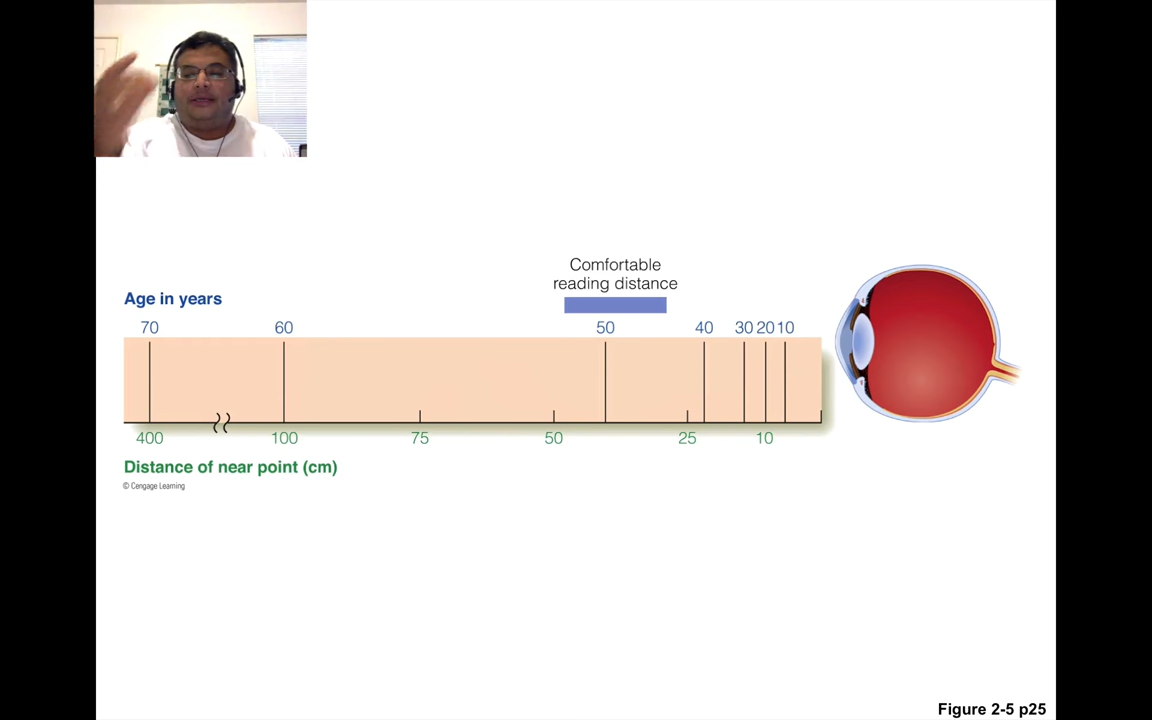 Comfortable
reading distance
Age in years
70 60 50 40 30 20 10
400 100 75 50 25 10
Distance of near point (cm)
© Cengage Learning
Figure 2-5 p25